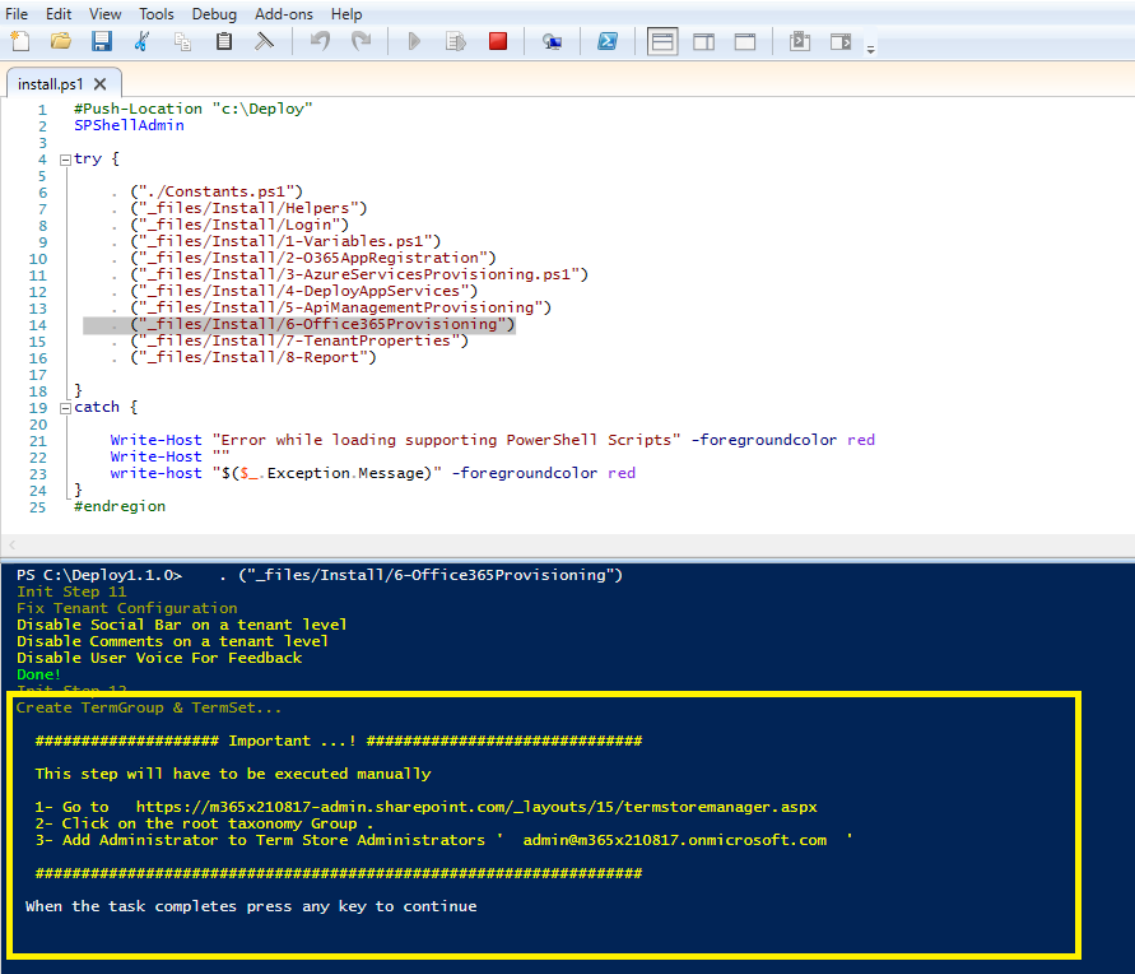 File Edit View Tools Debug Add-ons Help
install.ps1
1 #Push-Location "c:\Deploy"
2 SPShellAdmin
3
4 try {
5
6 . ("./Constants.ps1")
7 . ("_files/Install/Helpers")
8 . ("_files/Install/Login")
9 . ("_files/Install/1-Variables.ps1")
10 . ("_files/Install/2-O365AppRegistration")
11 . ("_files/Install/3-AzureServicesProvisioning.ps1")
12 . ("_files/Install/4-DeployAppServices")
13 . ("_files/Install/5-ApiManagementProvisioning")
14 . ("_files/Install/6-Office365Provisioning")
15 . ("_files/Install/7-TenantProperties")
16 . ("_files/Install/8-Report")
17
18 }
19 catch {
20
21 Write-Host "Error while loading supporting PowerShell Scripts" -foregroundcolor red
22 Write-Host ""
23 write-host "$($_.Exception.Message)" -foregroundcolor red
24 }
25 #endregion
PS C:\Deploy1.1.0> . ("_files/Install/6-Office365Provisioning")
Init Step 11
Fix Tenant Configuration
Disable Social Bar on a tenant level
Disable Comments on a tenant level
Disable User Voice For Feedback
Done!
Init Step 12
Create TermGroup & TermSet...
#################### Important ...! ##############################
This step will have to be executed manually
1- Go to https://m365x210817-admin.sharepoint.com/_layouts/15/termstoremanager.aspx
2- Click on the root taxonomy Group .
3- Add Administrator to Term Store Administrators ' admin@m365x210817.onmicrosoft.com '
##################################################################
When the task completes press any key to continue